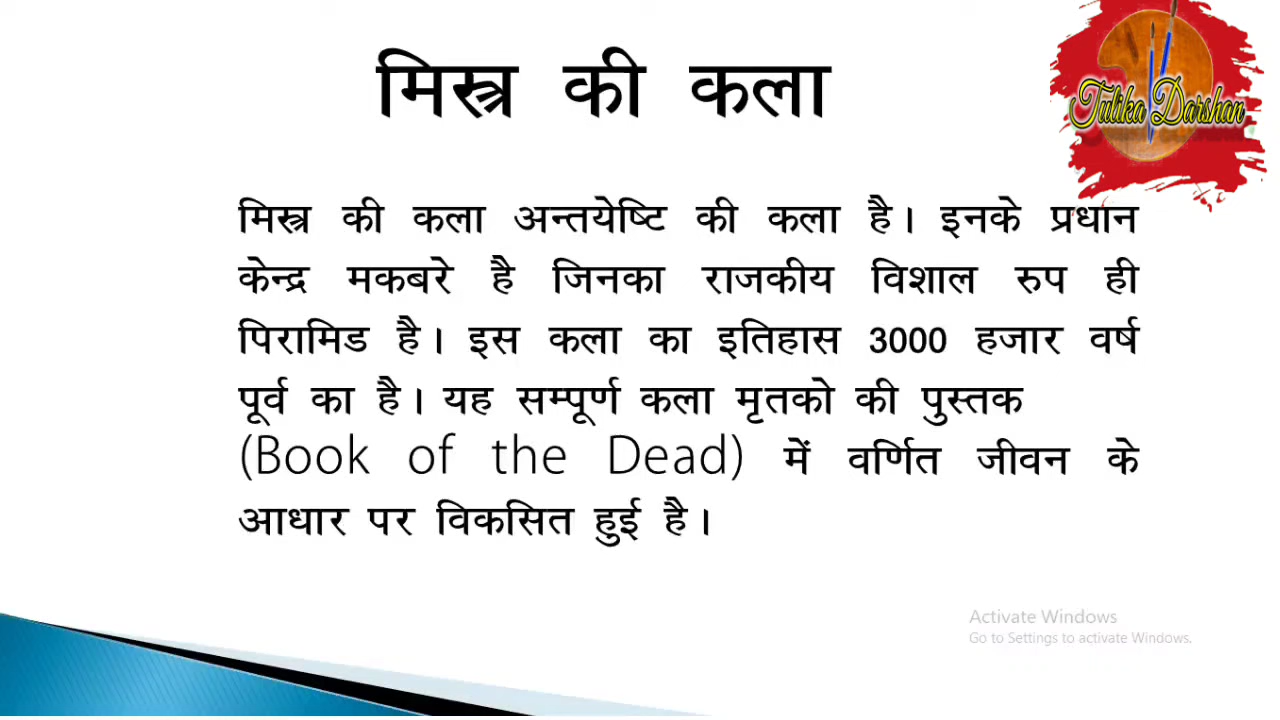 मिस्त्र की कला
Tulika Darshan
मिस्त्र की कला अन्तयेष्टि की कला है। इनके प्रधान
केन्द्र मकबरे है जिनका राजकीय विशाल रुप ही
पिरामिड है। इस कला का इतिहास 3000 हजार वर्ष
पूर्व का है। यह सम्पूर्ण कला मृतको की पुस्तक
(Book of the Dead) में वर्णित जीवन के
आधार पर विकसित हुई है।
Activate Windows
Go to Settings to activate Windows.